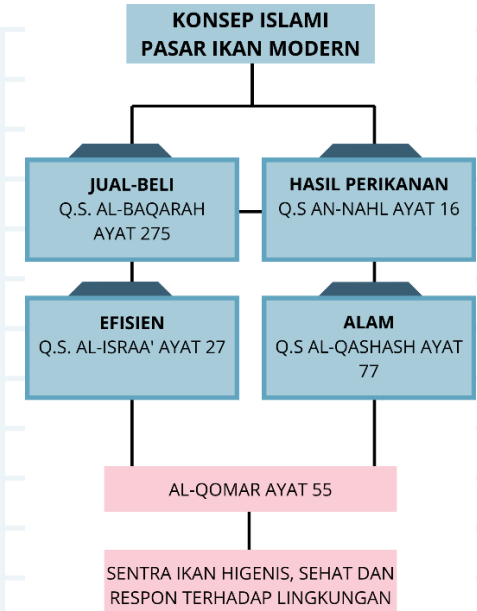 KONSEP ISLAMI
PASAR IKAN MODERN
JUAL-BELI
Q.S. AL-BAQARAH
AYAT 275
HASIL PERIKANAN
Q.S AN-NAHL AYAT 16
EFISIEN
Q.S. AL-ISRAA' AYAT 27
ALAM
Q.S AL-QASHASH AYAT
77
AL-QOMAR AYAT 55
SENTRA IKAN HIGENIS, SEHAT DAN
RESPON TERHADAP LINGKUNGAN